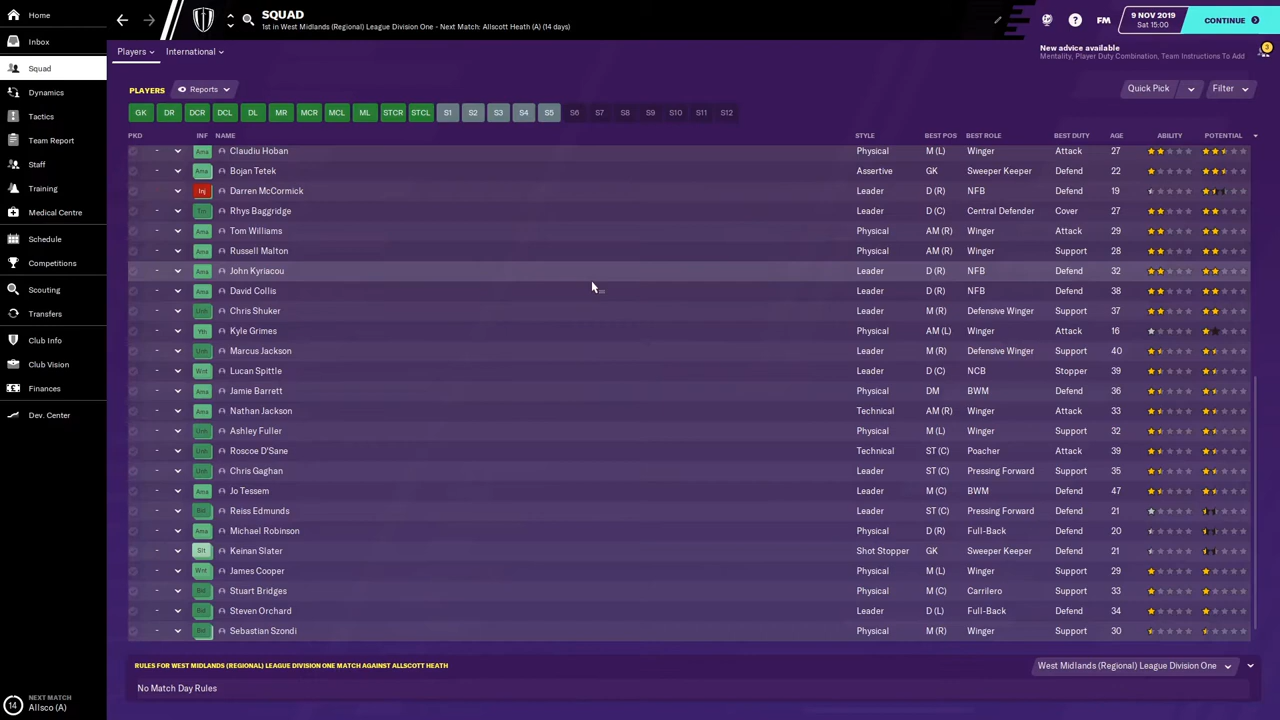 Home
Inbox
Squad
Dynamics
Tactics
Team Report
Staff
Training
Medical Centre
Schedule
Competitions
Scouting
Transfers
Club Info
Club Vision
Finances
Dev. Center
14 NEXT MATCH
Allsco (A)
SQUAD
1st in West Midlands (Regional) League Division One - Next Match: Allscott Heath (A) (14 days)
? FM
9 NOV 2019
Sat 15:00
CONTINUE
Players International
New advice available
Mentality, Player Duty Combination, Team Instructions To Add
PLAYERS Reports
Quick Pick Filter
GK DR DCR DCL DL MR MCR MCL ML STCR STCL S1 S2 S3 S4 S5 S6 S7 S8 S9 S10 S11 S12
PKD INF NAME STYLE BEST POS BEST ROLE BEST DUTY AGE ABILITY POTENTIAL
- Ama Claudiu Hoban Physical M (L) Winger Attack 27
- Ama Bojan Tetek Assertive GK Sweeper Keeper Defend 22
- Inj Darren McCormick Leader D (R) NFB Defend 19
- Trn Rhys Baggridge Leader D (C) Central Defender Cover 27
- Ama Tom Williams Physical AM (R) Winger Attack 29
- Ama Russell Malton Physical AM (R) Winger Support 28
- Ama John Kyriacou Leader D (R) NFB Defend 32
- Ama David Collis Leader D (R) NFB Defend 38
- Unh Chris Shuker Leader M (R) Defensive Winger Support 37
- Yth Kyle Grimes Physical AM (L) Winger Attack 16
- Unh Marcus Jackson Leader M (R) Defensive Winger Support 40
- Wnt Lucan Spittle Leader D (C) NCB Stopper 39
- Ama Jamie Barrett Physical DM BWM Defend 36
- Ama Nathan Jackson Technical AM (R) Winger Attack 33
- Unh Ashley Fuller Physical M (L) Winger Support 32
- Unh Roscoe D'Sane Technical ST (C) Poacher Attack 39
- Unh Chris Gaghan Leader ST (C) Pressing Forward Support 35
- Ama Jo Tessem Leader M (C) BWM Defend 47
- Bid Reiss Edmunds Leader ST (C) Pressing Forward Defend 21
- Ama Michael Robinson Physical D (R) Full-Back Defend 20
- Slt Keinan Slater Shot Stopper GK Sweeper Keeper Defend 21
- Wnt James Cooper Physical M (L) Winger Support 29
- Bid Stuart Bridges Physical M (C) Carrilero Support 33
- Bid Steven Orchard Leader D (L) Full-Back Defend 34
- Bid Sebastian Szondi Physical M (R) Winger Support 30
RULES FOR WEST MIDLANDS (REGIONAL) LEAGUE DIVISION ONE MATCH AGAINST ALLSCOTT HEATH
West Midlands (Regional) League Division One
No Match Day Rules